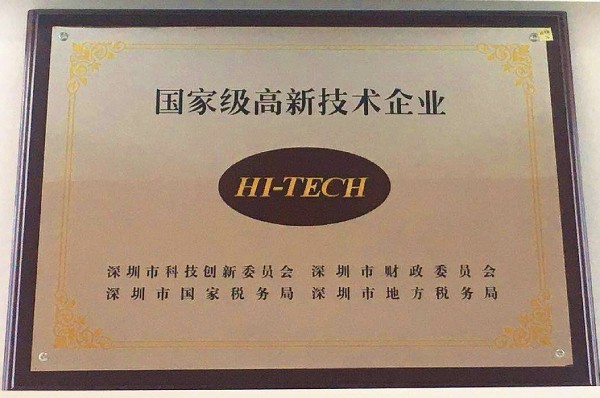 国家级高新技术企业
HI-TECH
深圳市科技创新委员会 深圳市财政委员会
深圳市国家税务局 深圳市地方税务局